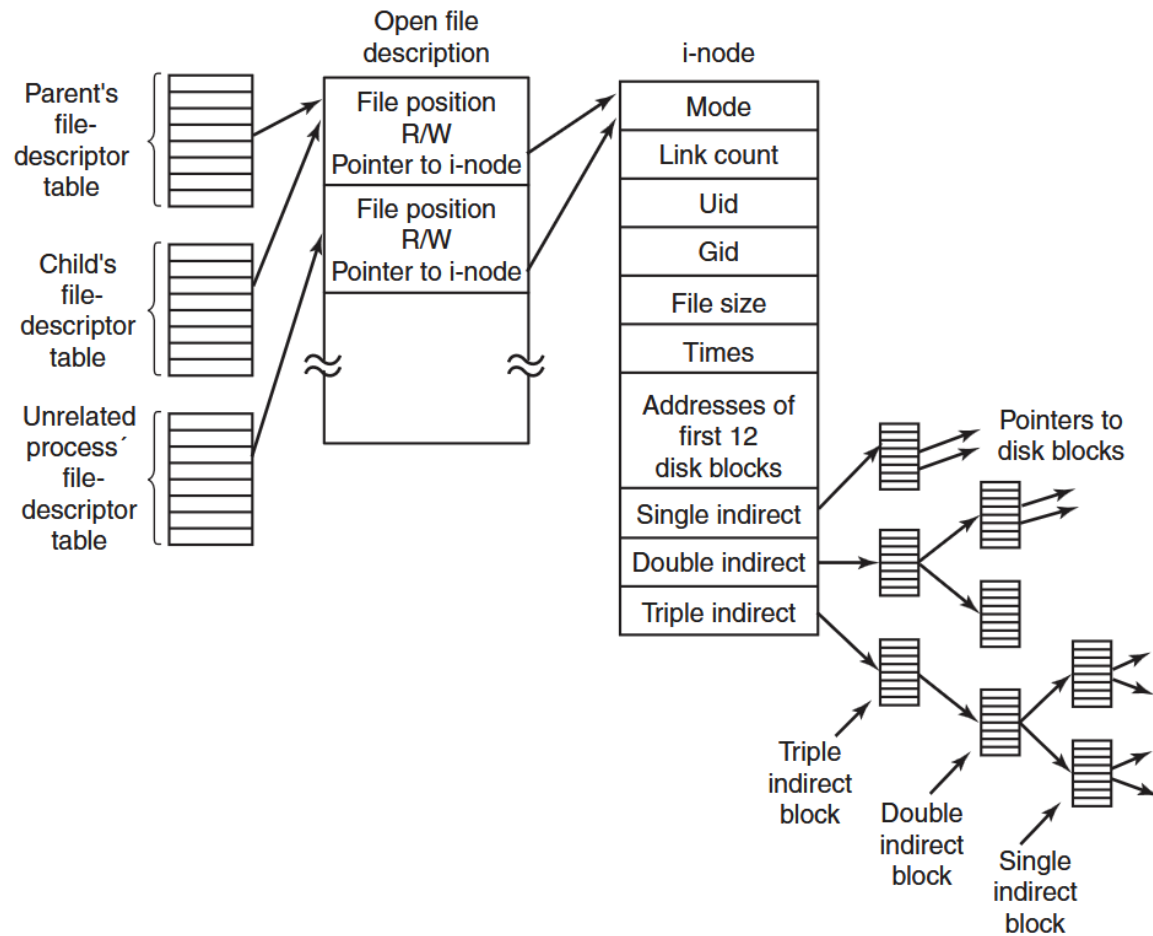 Open file
description
i-node
Parent's
file-
descriptor
table
Child's
file-
descriptor
table
Unrelated
process´
file-
descriptor
table
File position
R/W
Pointer to i-node
File position
R/W
Pointer to i-node
Mode
Link count
Uid
Gid
File size
Times
Addresses of
first 12
disk blocks
Single indirect
Double indirect
Triple indirect
Pointers to
disk blocks
Triple
indirect
block
Double
indirect
block
Single
indirect
block